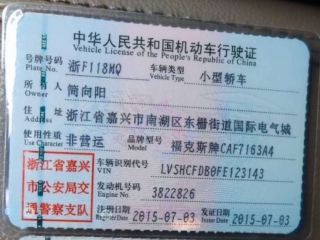 中华人民共和国机动车行驶证
Vehicle License of the People's Republic of China
号牌号码 浙F118MQ 车辆类型 小型轿车
Plate No. Vehicle Type
所有人 简向阳
Owner
住址 浙江省嘉兴市南湖区东栅街道国际电气城
Address
使用性质 非营运 品牌型号 福克斯牌CAF7163A4
Use Character Model
浙江省嘉兴
市公安局交
通警察支队
车辆识别代号 LVSHCFDB0FE123143
VIN
发动机号码 3822826
Engine No.
注册日期 2015-07-03 发证日期 2015-07-03
Register Date Issue Date